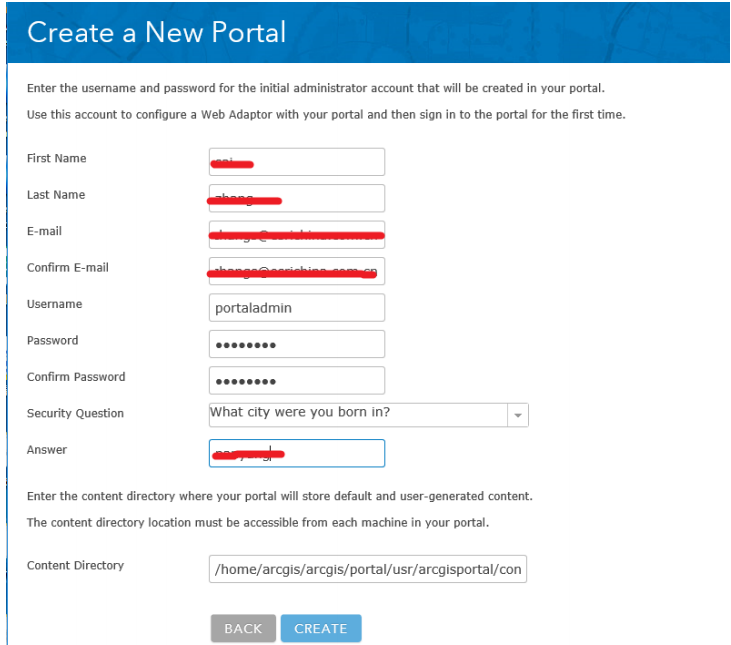 Create a New Portal
Enter the username and password for the initial administrator account that will be created in your portal.
Use this account to configure a Web Adaptor with your portal and then sign in to the portal for the first time.
First Name
Last Name
E-mail
Confirm E-mail
Username portaladmin
Password ●●●●●●●●
Confirm Password ●●●●●●●●
Security Question What city were you born in?
Answer
Enter the content directory where your portal will store default and user-generated content.
The content directory location must be accessible from each machine in your portal.
Content Directory /home/arcgis/arcgis/portal/usr/arcgisportal/con
BACK CREATE